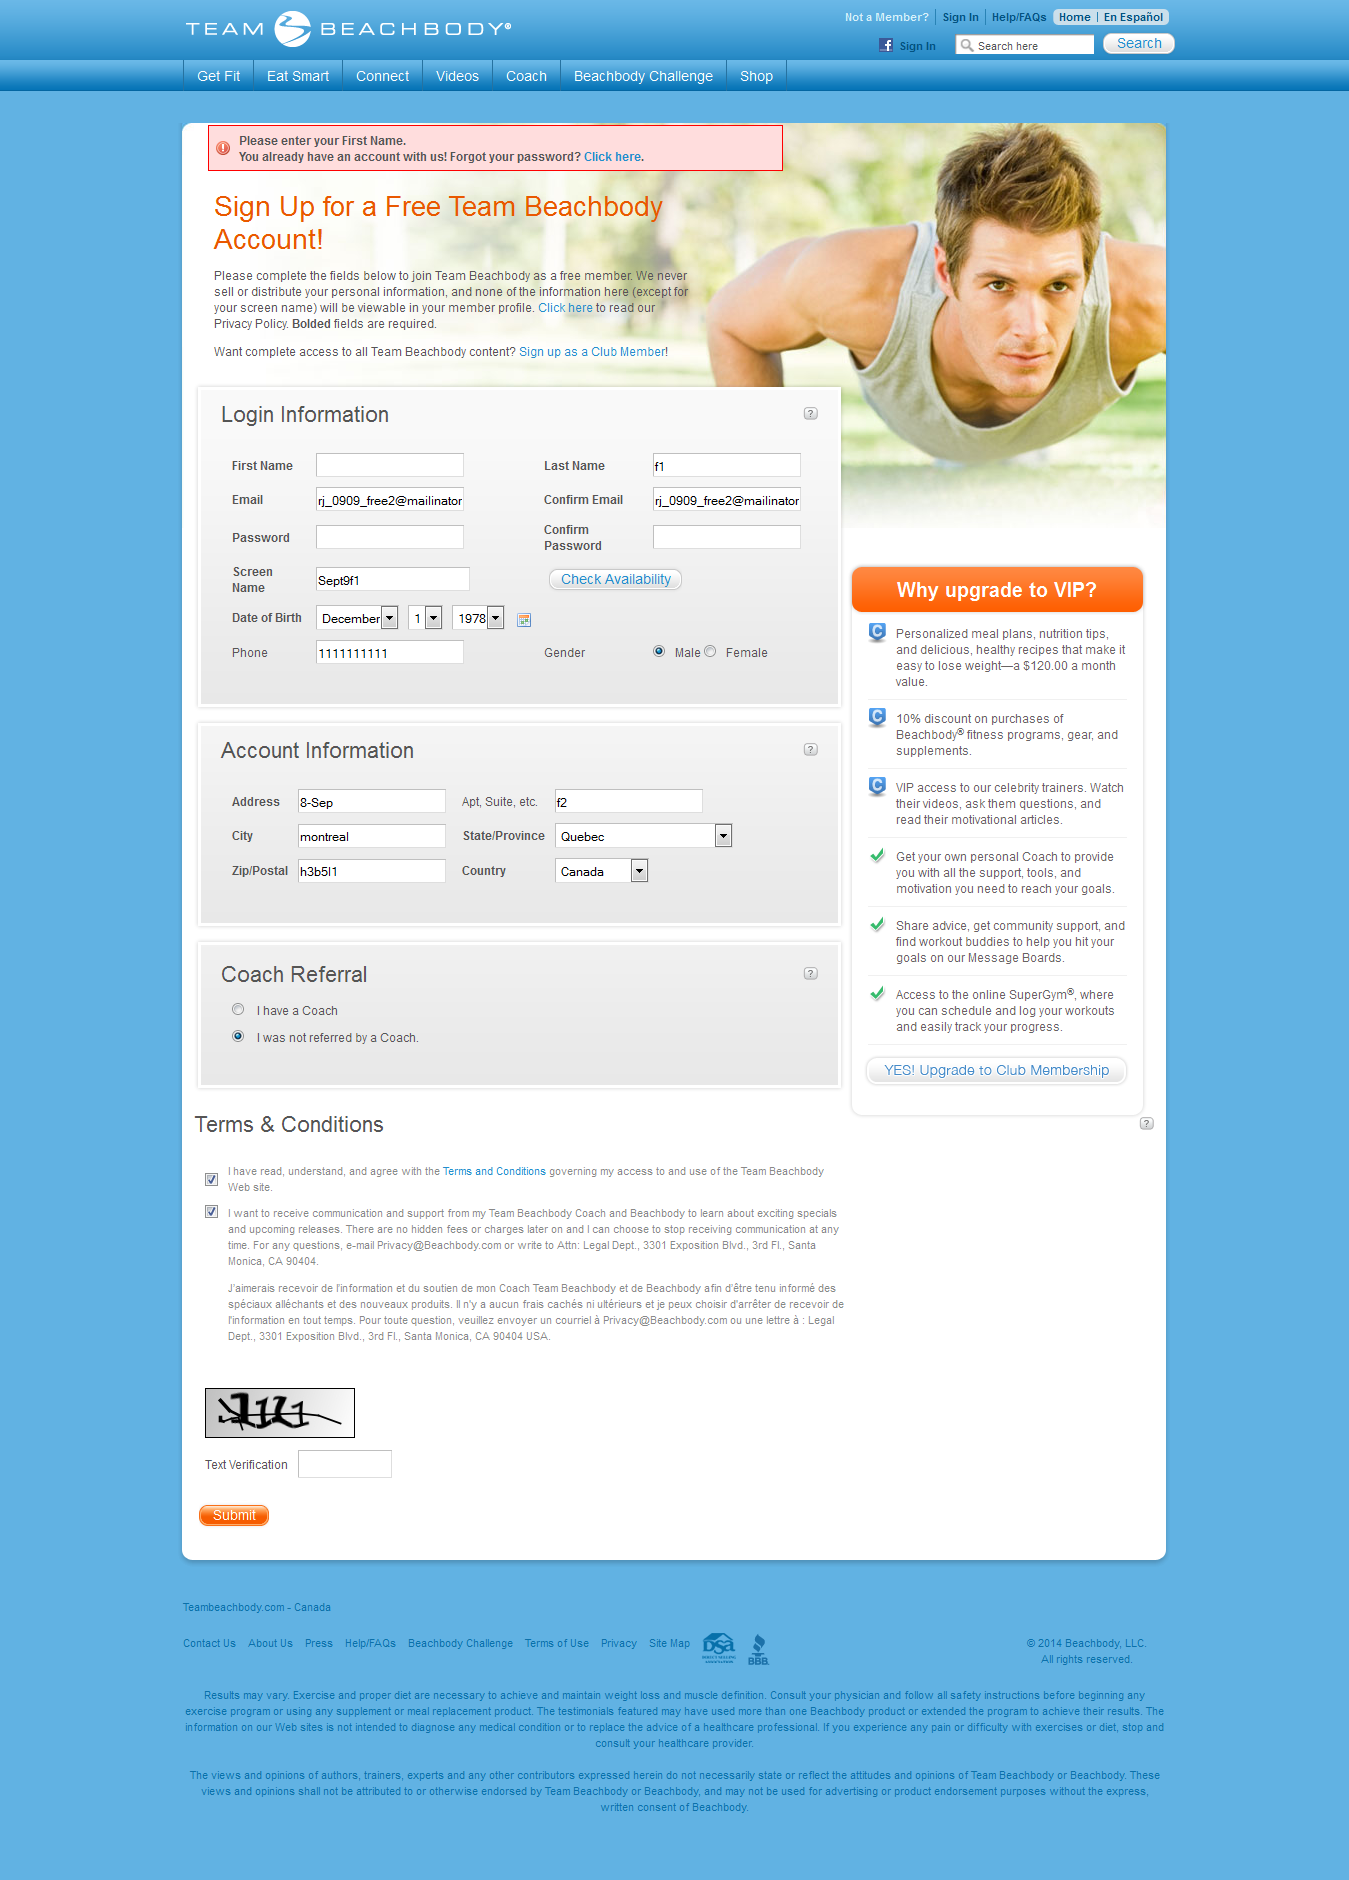 TEAM BEACHBODY®
Not a Member? Sign In Help/FAQs Home En Español
Sign In Search here Search
Get Fit Eat Smart Connect Videos Coach Beachbody Challenge Shop
Please enter your First Name.
You already have an account with us! Forgot your password? Click here.
Sign Up for a Free Team Beachbody
Account!
Please complete the fields below to join Team Beachbody as a free member. We never
sell or distribute your personal information, and none of the information here (except for
your screen name) will be viewable in your member profile. Click here to read our
Privacy Policy. Bolded fields are required.
Want complete access to all Team Beachbody content? Sign up as a Club Member!
Login Information ?
First Name Last Name f1
Email rj_0909_free2@mailinator Confirm Email rj_0909_free2@mailinator
Password Confirm
Password
Screen
Name Sept9f1 Check Availability
Date of Birth December 1 1978
Phone 1111111111 Gender Male Female
Account Information ?
Address 8-Sep Apt, Suite, etc. f2
City montreal State/Province Quebec
Zip/Postal h3b5l1 Country Canada
Coach Referral ?
I have a Coach
I was not referred by a Coach.
Why upgrade to VIP?
C Personalized meal plans, nutrition tips,
and delicious, healthy recipes that make it
easy to lose weight—a $120.00 a month
value.
C 10% discount on purchases of
Beachbody® fitness programs, gear, and
supplements.
C VIP access to our celebrity trainers. Watch
their videos, ask them questions, and
read their motivational articles.
Get your own personal Coach to provide
you with all the support, tools, and
motivation you need to reach your goals.
Share advice, get community support, and
find workout buddies to help you hit your
goals on our Message Boards.
Access to the online SuperGym®, where
you can schedule and log your workouts
and easily track your progress.
YES! Upgrade to Club Membership
Terms & Conditions ?
I have read, understand, and agree with the Terms and Conditions governing my access to and use of the Team Beachbody
Web site.
I want to receive communication and support from my Team Beachbody Coach and Beachbody to learn about exciting specials
and upcoming releases. There are no hidden fees or charges later on and I can choose to stop receiving communication at any
time. For any questions, e-mail Privacy@Beachbody.com or write to Attn: Legal Dept., 3301 Exposition Blvd., 3rd Fl., Santa
Monica, CA 90404.
J'aimerais recevoir de l'information et du soutien de mon Coach Team Beachbody et de Beachbody afin d'être tenu informé des
spéciaux alléchants et des nouveaux produits. Il n'y a aucun frais cachés ni ultérieurs et je peux choisir d'arrêter de recevoir de
l'information en tout temps. Pour toute question, veuillez envoyer un courriel à Privacy@Beachbody.com ou une lettre à : Legal
Dept., 3301 Exposition Blvd., 3rd Fl., Santa Monica, CA 90404 USA.
Text Verification
Submit
Teambeachbody.com - Canada
Contact Us About Us Press Help/FAQs Beachbody Challenge Terms of Use Privacy Site Map DSA BBB © 2014 Beachbody, LLC.
All rights reserved.
Results may vary. Exercise and proper diet are necessary to achieve and maintain weight loss and muscle definition. Consult your physician and follow all safety instructions before beginning any
exercise program or using any supplement or meal replacement product. The testimonials featured may have used more than one Beachbody product or extended the program to achieve their results. The
information on our Web sites is not intended to diagnose any medical condition or to replace the advice of a healthcare professional. If you experience any pain or difficulty with exercises or diet, stop and
consult your healthcare provider.
The views and opinions of authors, trainers, experts and any other contributors expressed herein do not necessarily state or reflect the attitudes and opinions of Team Beachbody or Beachbody. These
views and opinions shall not be attributed to or otherwise endorsed by Team Beachbody or Beachbody, and may not be used for advertising or product endorsement purposes without the express,
written consent of Beachbody.